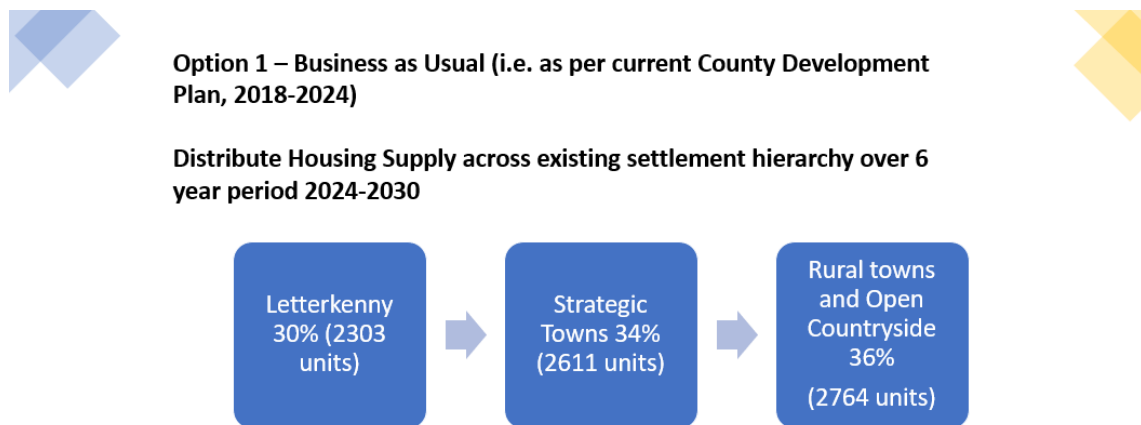 Option 1 – Business as Usual (i.e. as per current County Development
Plan, 2018-2024)
Distribute Housing Supply across existing settlement hierarchy over 6
year period 2024-2030
Letterkenny
30% (2303
units)
Strategic
Towns 34%
(2611 units)
Rural towns
and Open
Countryside
36%
(2764 units)